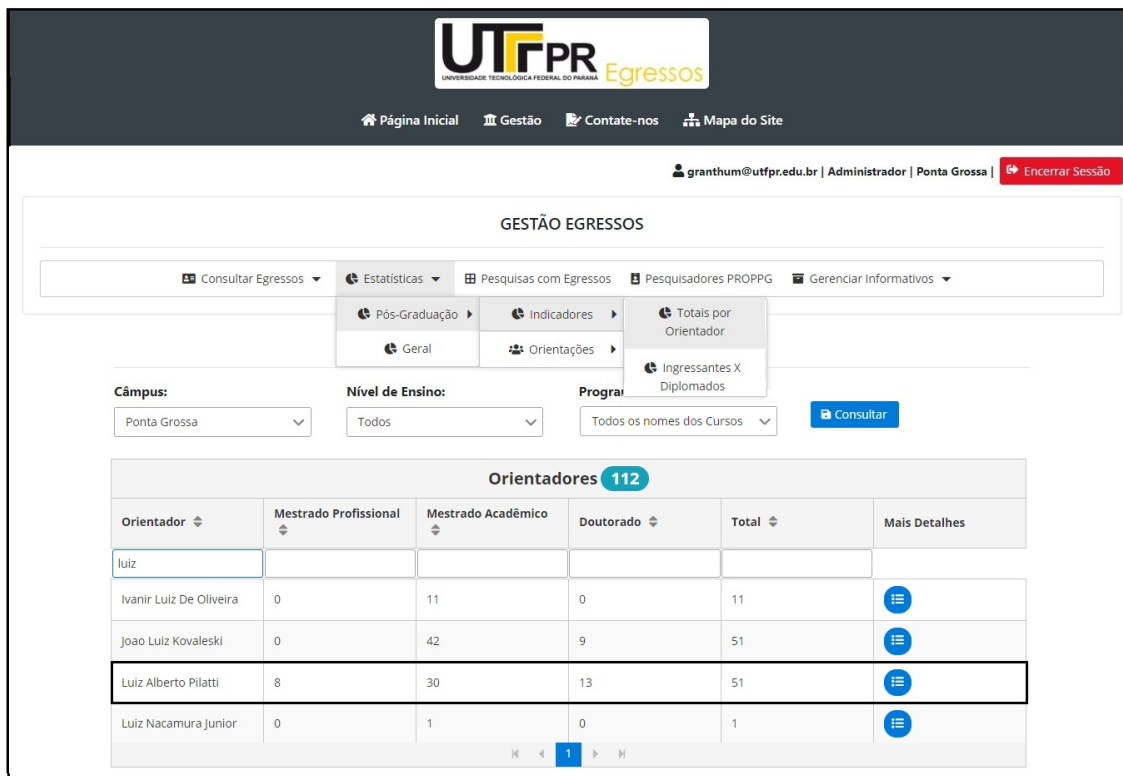 UTFPR
UNIVERSIDADE TECNOLÓGICA FEDERAL DO PARANÁ
Egressos
Página Inicial Gestão Contate-nos Mapa do Site
granthum@utfpr.edu.br | Administrador | Ponta Grossa | Encerrar Sessão
GESTÃO EGRESSOS
Consultar Egressos Estatísticas Pesquisas com Egressos Pesquisadores PROPPG Gerenciar Informativos
Pós-Graduação Indicadores Totais por
Orientador
Geral Orientações Ingressantes X
Diplomados
Câmpus: Nível de Ensino:
Ponta Grossa Todos Todos os nomes dos Cursos Consultar
Orientadores 112
Orientador Mestrado Profissional Mestrado Acadêmico Doutorado Total Mais Detalhes
luiz
Ivanir Luiz De Oliveira 0 11 0 11
Joao Luiz Kovaleski 0 42 9 51
Luiz Alberto Pilatti 8 30 13 51
Luiz Nacamura Junior 0 1 0 1
1